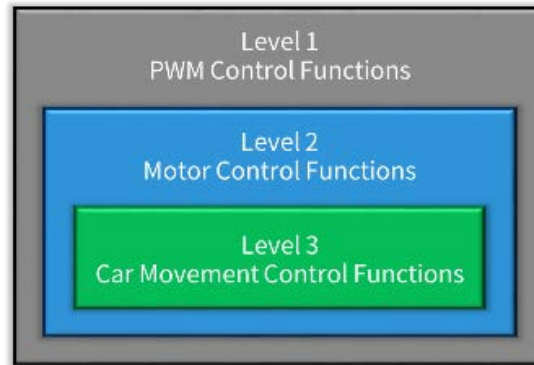 Level 1
PWM Control Functions
Level 2
Motor Control Functions
Level 3
Car Movement Control Functions